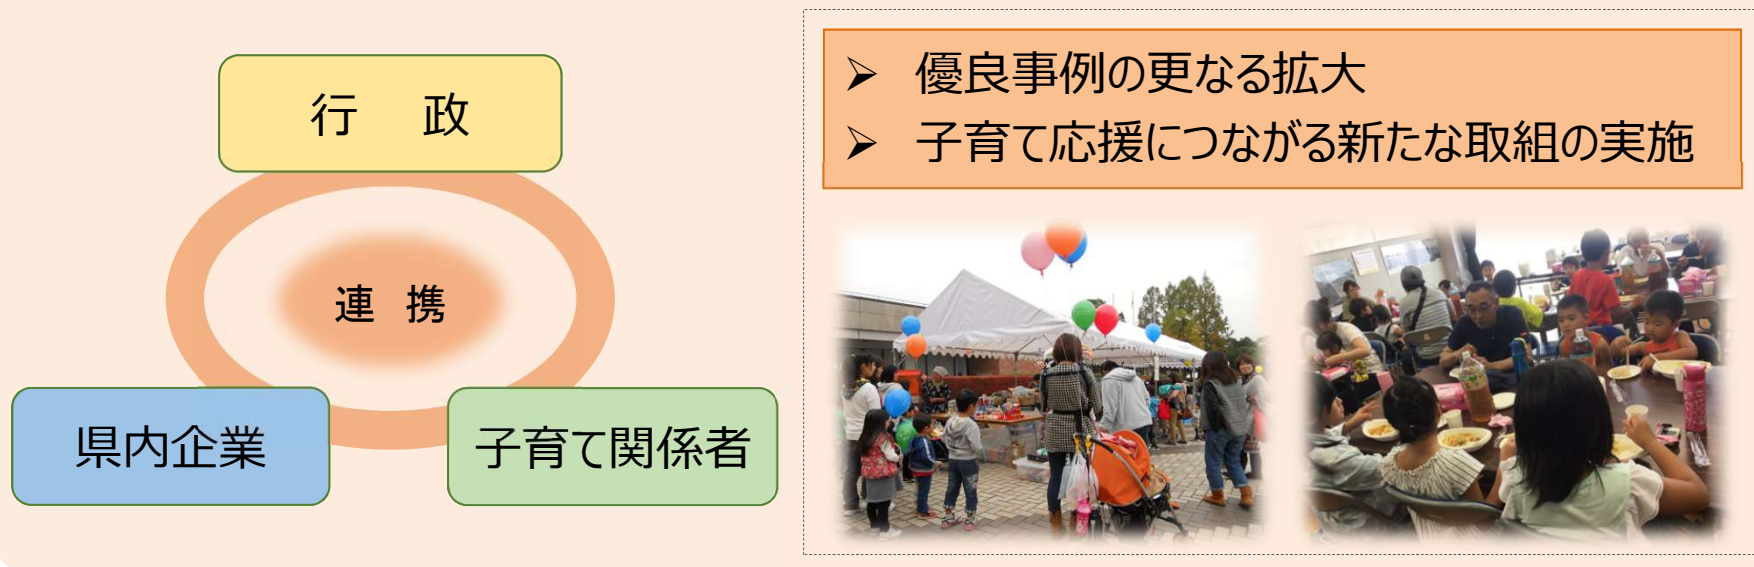 行　政
連 携
県内企業
子育て関係者
➢ 優良事例の更なる拡大
➢ 子育て応援につながる新たな取組の実施